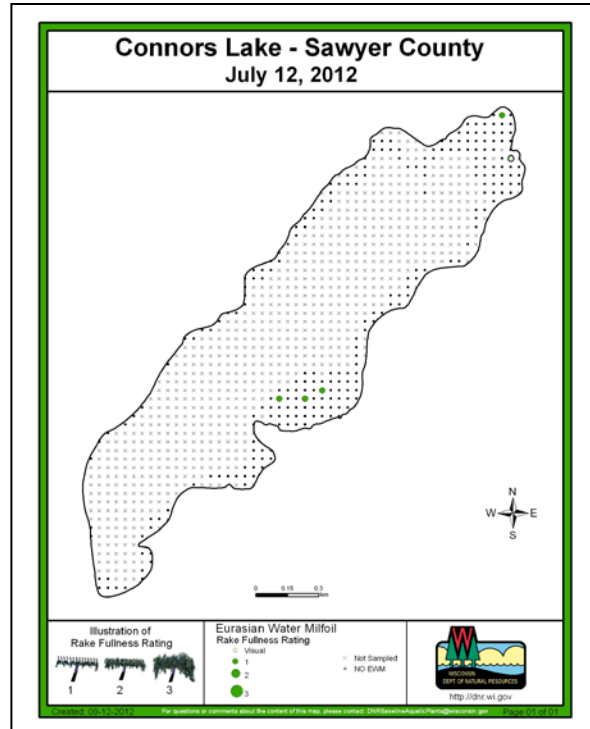 Connors Lake - Sawyer County
July 12, 2012
N
W E
S
0 0.15 0.3
km
Illustration of
Rake Fullness Rating
1 2 3
Eurasian Water Milfoil
Rake Fullness Rating
Visual
1
2
3
Not Sampled
NO EWM
W
WISCONSIN
DEPT. OF NATURAL RESOURCES
http://dnr.wi.gov
Created: 09-12-2012
For questions or comments about the content of this map, please contact: DNRBaselineAquaticPlants@wisconsin.gov
Page 01 of 01